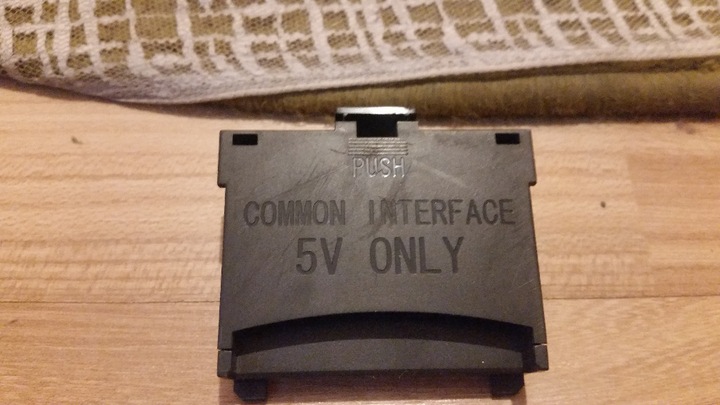 PUSH
COMMON INTERFACE
5V ONLY